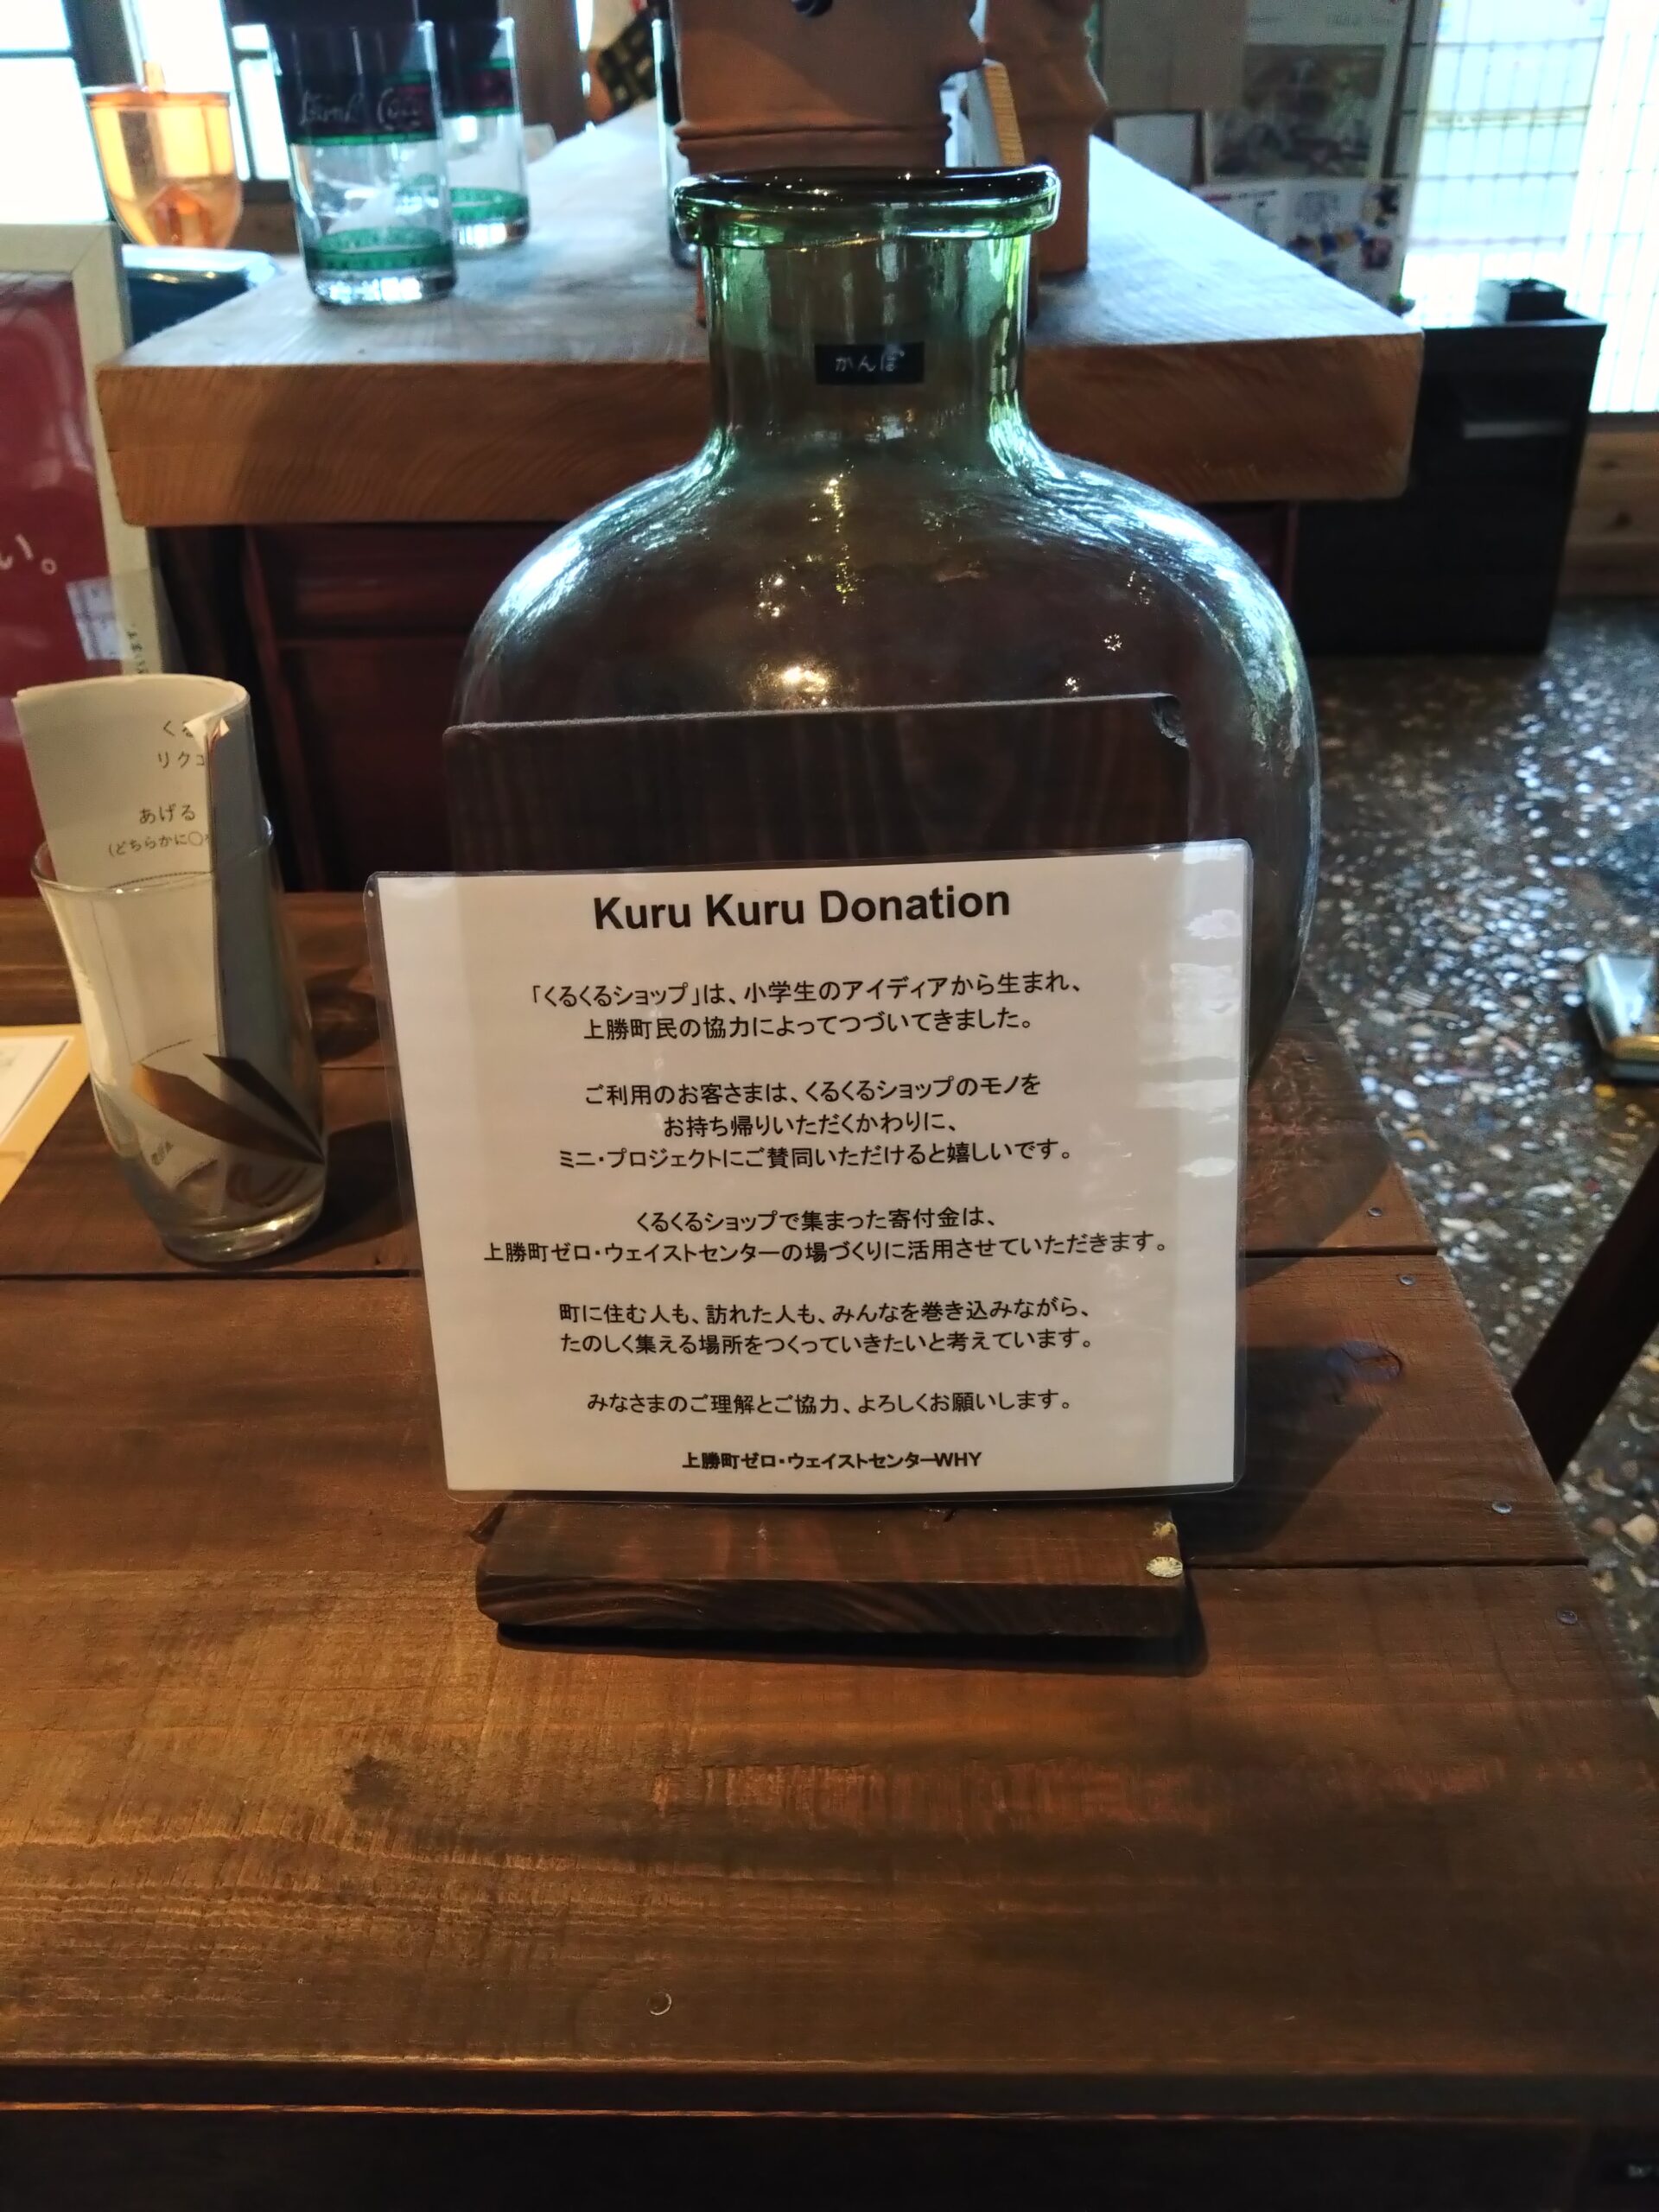 がんぽ
い。
くる
リクエ
あげる
(どちらかに○
Kuru Kuru Donation
「くるくるショップ」は、小学生のアイディアから生まれ、
上勝町民の協力によってつづいてきました。
ご利用のお客さまは、くるくるショップのモノを
お持ち帰りいただくかわりに、
ミニ・プロジェクトにご賛同いただけると嬉しいです。
くるくるショップで集まった寄付金は、
上勝町ゼロ・ウェイストセンターの場づくりに活用させていただきます。
町に住む人も、訪れた人も、みんなを巻き込みながら、
たのしく集える場所をつくっていきたいと考えています。
みなさまのご理解とご協力、よろしくお願いします。
上勝町ゼロ・ウェイストセンターWHY